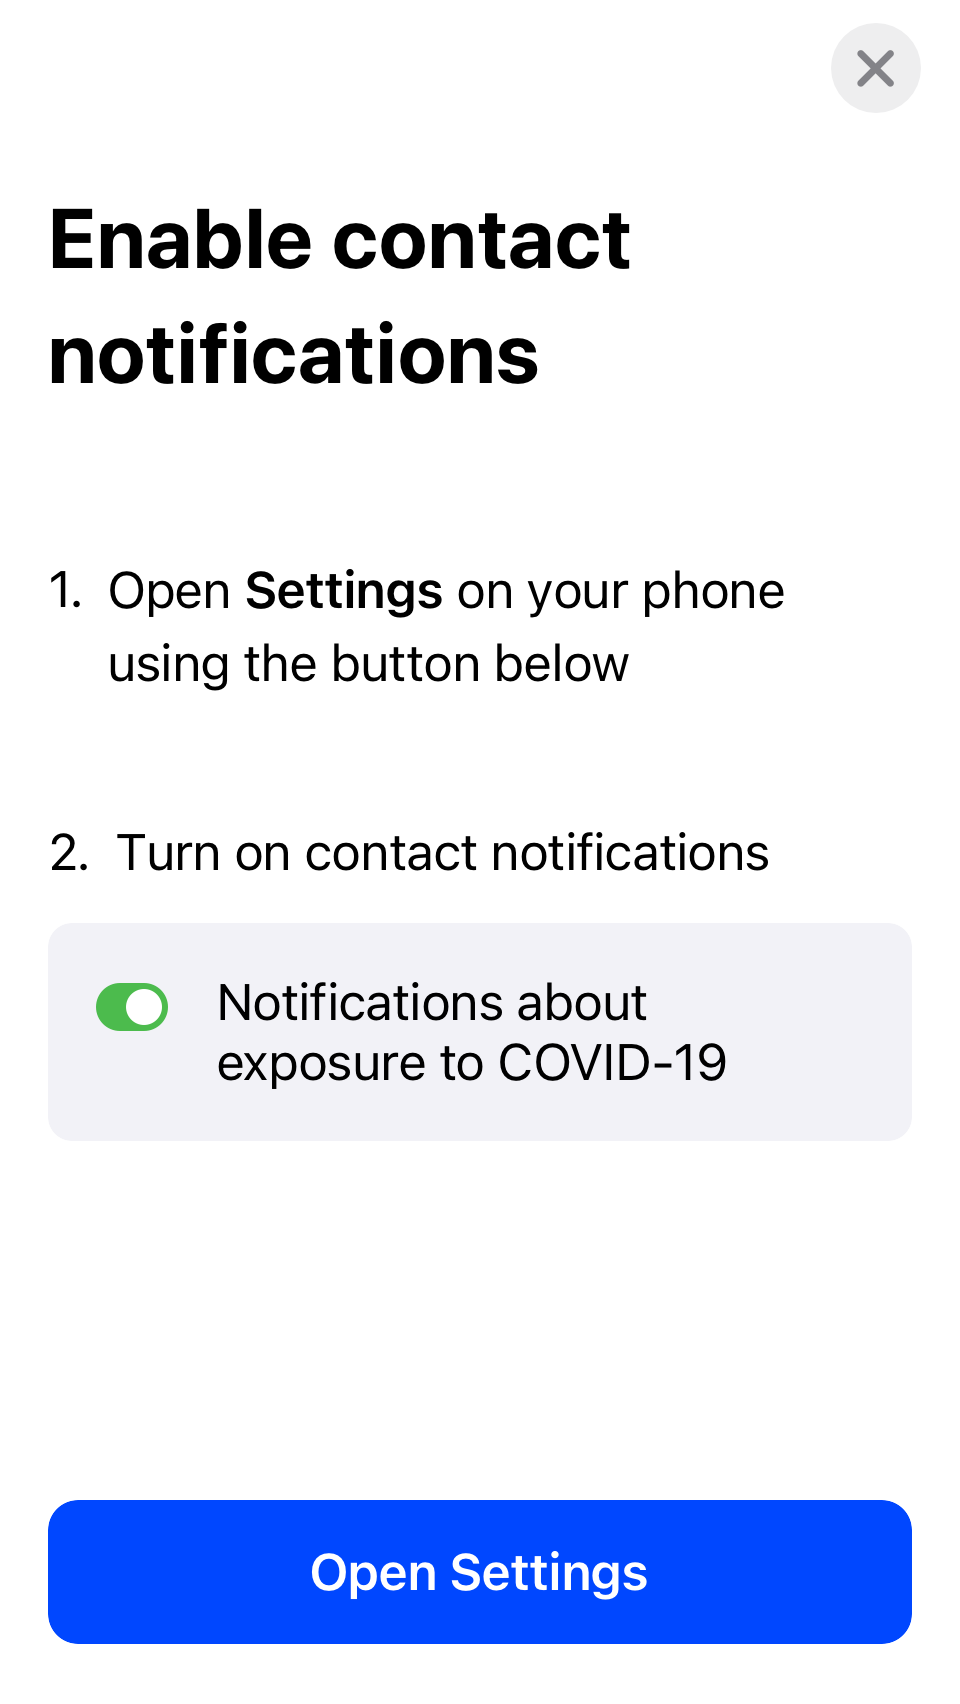 Enable contact
notifications
1. Open Settings on your phone
using the button below
2. Turn on contact notifications
Notifications about
exposure to COVID-19
Open Settings